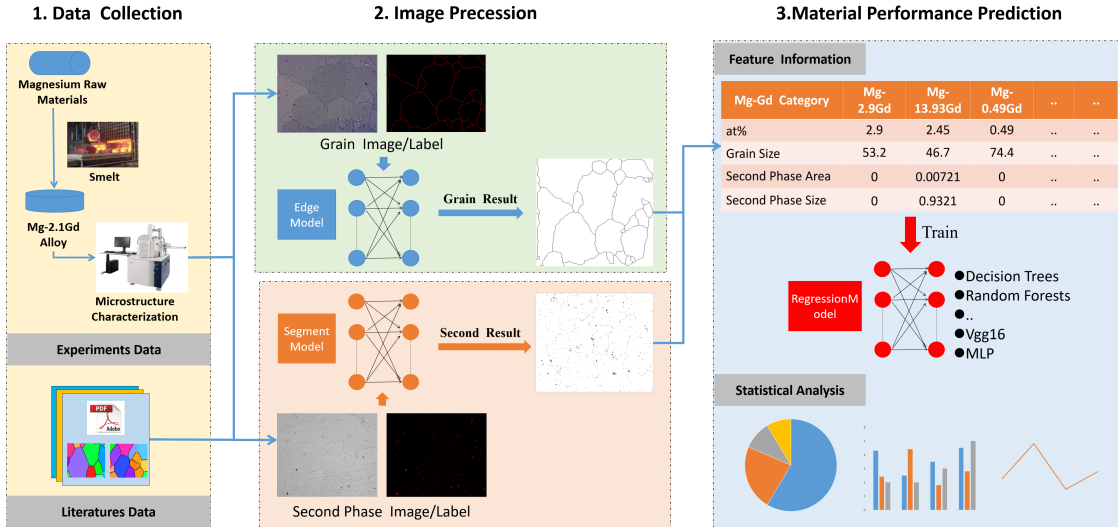 1. Data Collection
Magnesium Raw
Materials
Smelt
Mg-2.1Gd
Alloy
Microstructure
Characterization
Experiments Data
PDF
Adobe
Literatures Data
2. Image Precession
Grain Image/Label
Edge
Model
Grain Result
Segment
Model
Second Result
Second Phase Image/Label
3.Material Performance Prediction
Feature Information
Mg-Gd Category Mg-2.9Gd Mg-13.93Gd Mg-0.49Gd .. ..
at% 2.9 2.45 0.49 .. ..
Grain Size 53.2 46.7 74.4 .. ..
Second Phase Area 0 0.00721 0 .. ..
Second Phase Size 0 0.9321 0 .. ..
Train
RegressionM
odel
●Decision Trees
●Random Forests
●..
●Vgg16
●MLP
Statistical Analysis